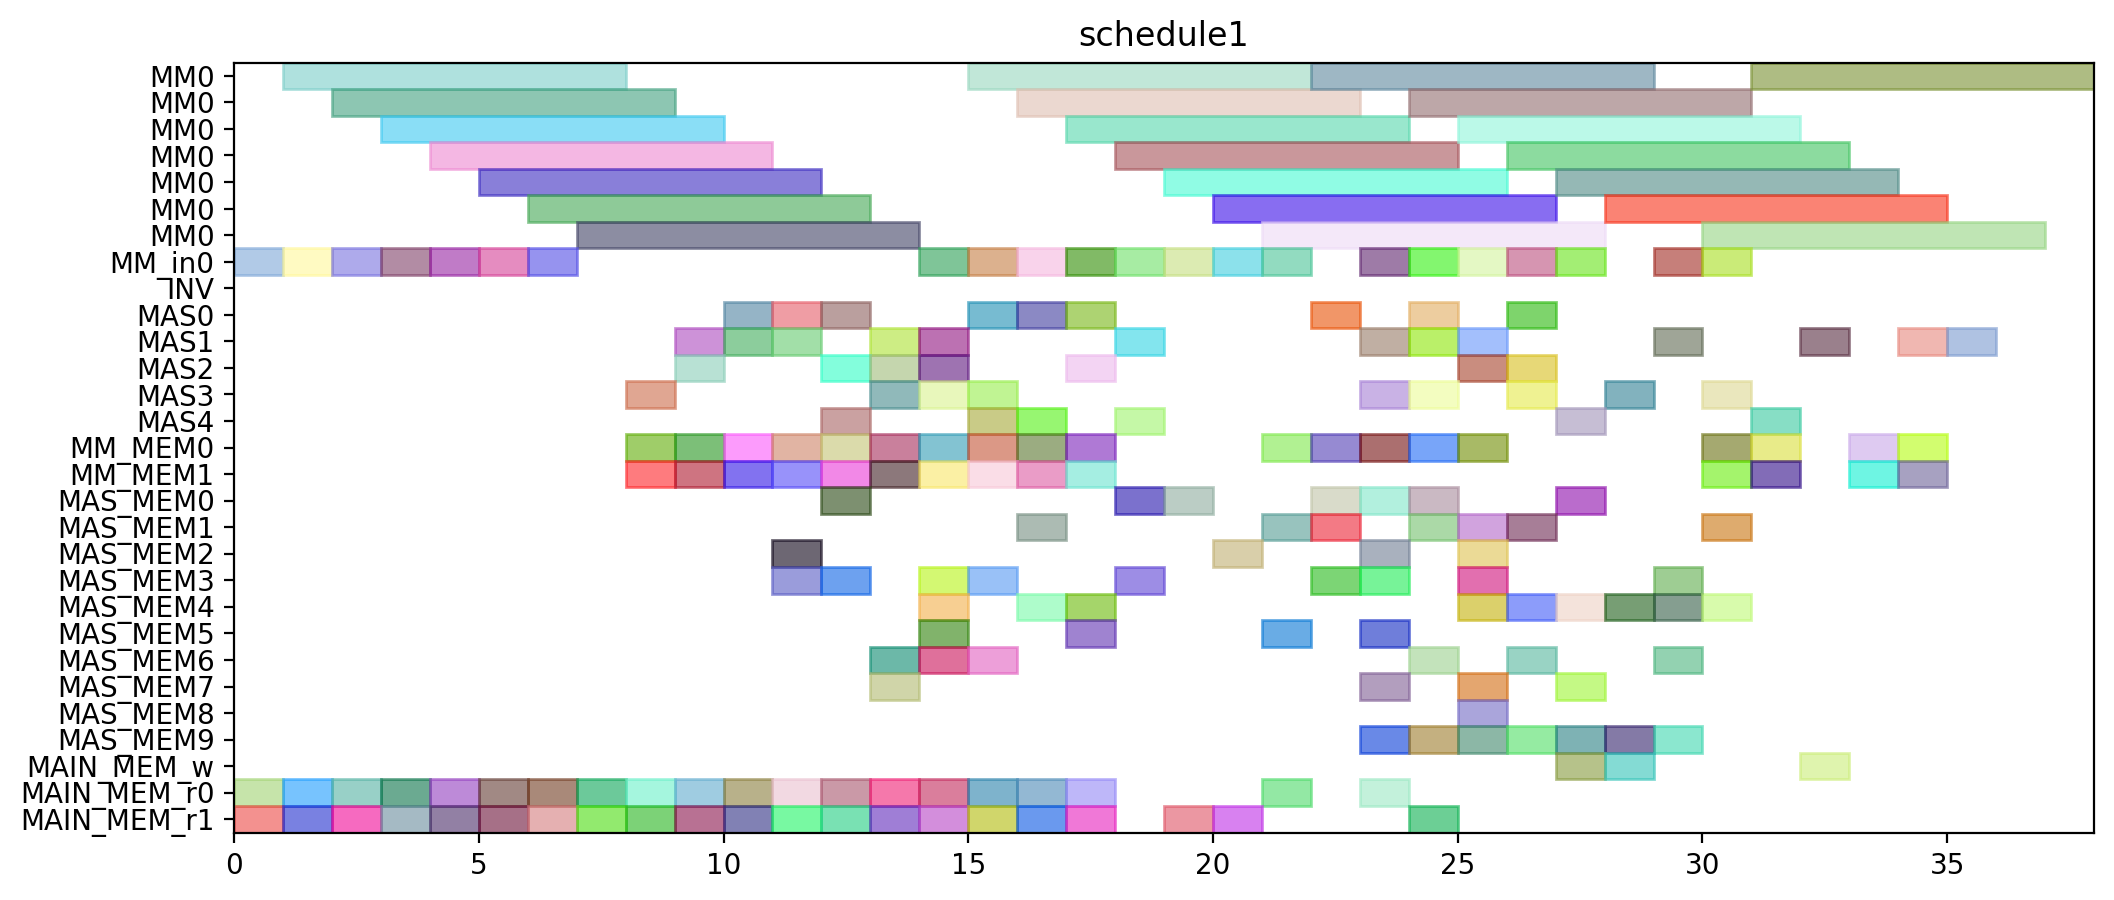 schedule1
MM0
MM0
MM0
MM0
MM0
MM0
MM0
MM_in0
INV
MAS0
MAS1
MAS2
MAS3
MAS4
MM_MEM0
MM_MEM1
MAS_MEM0
MAS_MEM1
MAS_MEM2
MAS_MEM3
MAS_MEM4
MAS_MEM5
MAS_MEM6
MAS_MEM7
MAS_MEM8
MAS_MEM9
MAIN_MEM_w
MAIN_MEM_r0
MAIN_MEM_r1
0 5 10 15 20 25 30 35